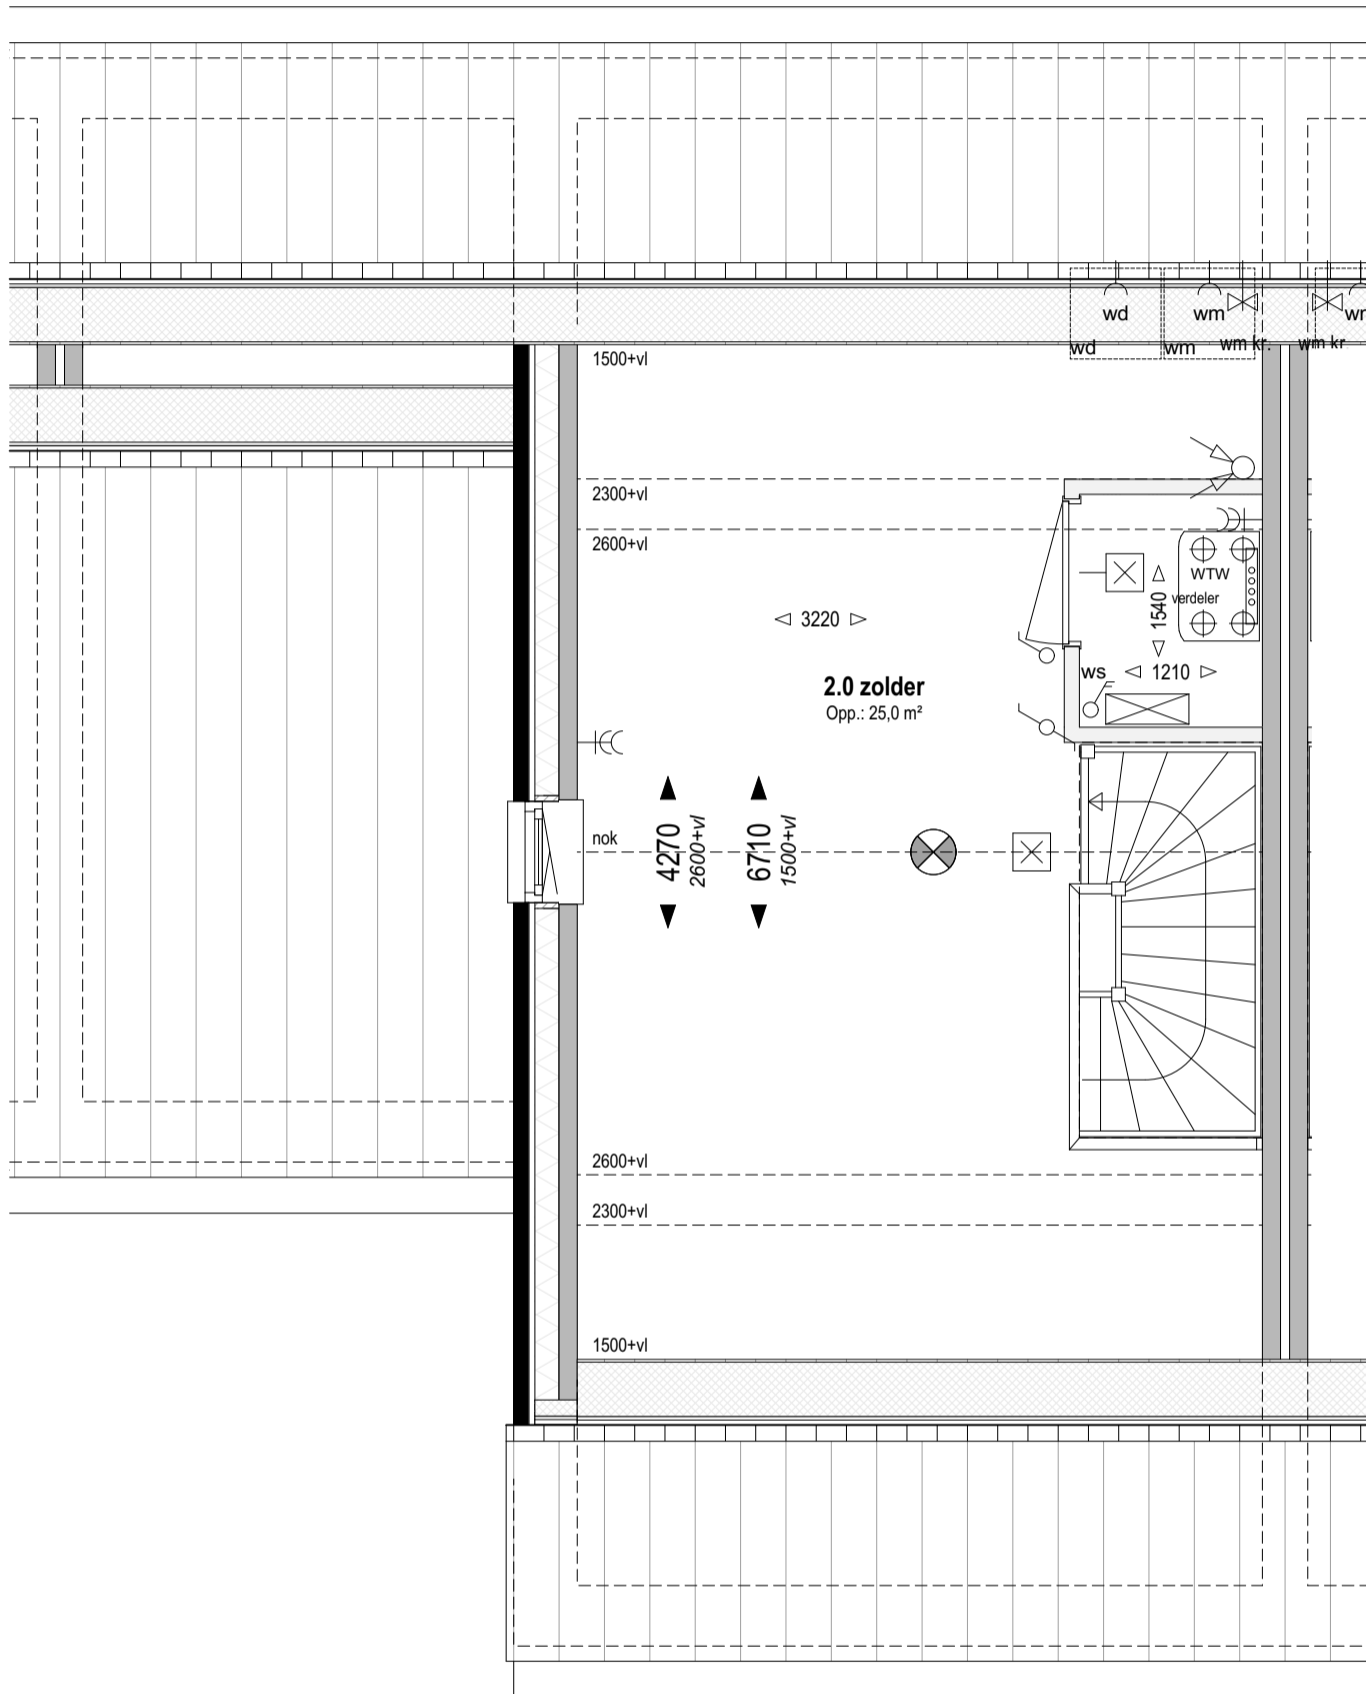 wd
wm
wm
wd
wm
wm kr.
wm kr
1500+vl
2300+vl
2600+vl
WTW
verdeler
1540
3220
ws
1210
2.0 zolder
Opp.: 25,0 m²
nok
4270
2600+vl
6710
1500+vl
2600+vl
2300+vl
1500+vl